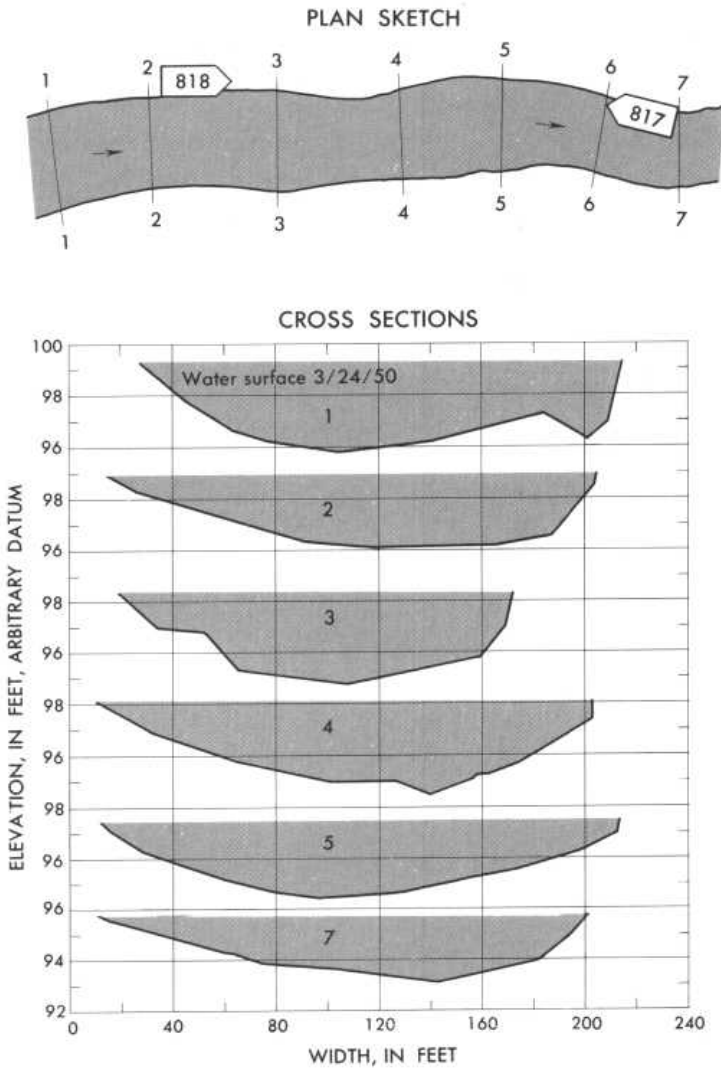 PLAN SKETCH
1 2 818 3 4 5 6 817 7
1 2 3 4 5 6 7
CROSS SECTIONS
ELEVATION, IN FEET, ARBITRARY DATUM
100
Water surface 3/24/50
98
1
96
98
2
96
98
3
96
98
4
96
98
5
96
96
7
94
92
0 40 80 120 160 200 240
WIDTH, IN FEET